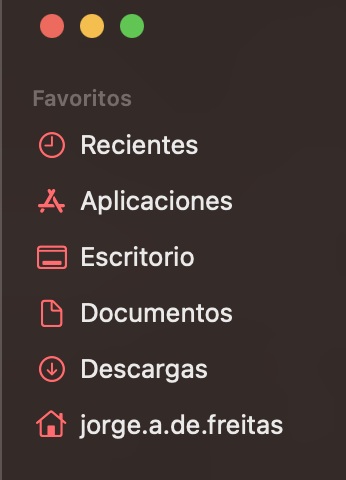 Favoritos
Recientes
Aplicaciones
Escritorio
Documentos
Descargas
jorge.a.de.freitas